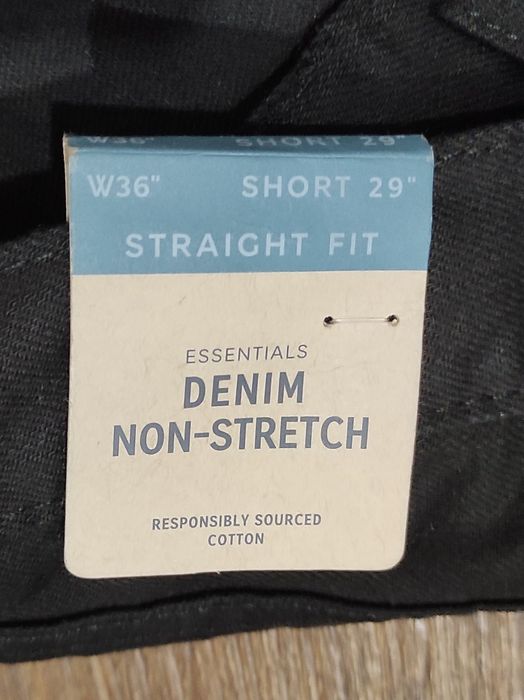 W36" SHORT 29"
W36" SHORT 29"
STRAIGHT FIT
ESSENTIALS
DENIM
NON-STRETCH
RESPONSIBLY SOURCED
COTTON